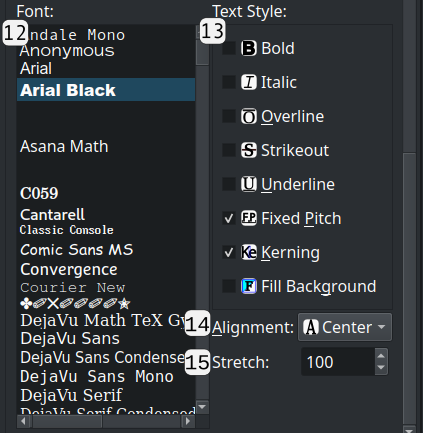 Font:
12
Andale Mono
Anonymous
Arial
Arial Black
Asana Math
C059
Cantarell
Classic Console
Comic Sans MS
Convergence
Courier New
DejaVu Math TeX Gy
DejaVu Sans
DejaVu Sans Condense
DejaVu Sans Mono
DejaVu Serif
DejaVu Serif Condensed
Text Style:
13
B Bold
I Italic
O Overline
S Strikeout
U Underline
Fixed Pitch
Ke Kerning
F Fill Background
14
Alignment:
A Center
15
Stretch:
100